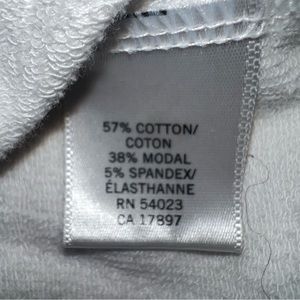 57% COTTON/
COTON
38% MODAL
5% SPANDEX/
ÉLASTHANNE
RN 54023
CA 17897